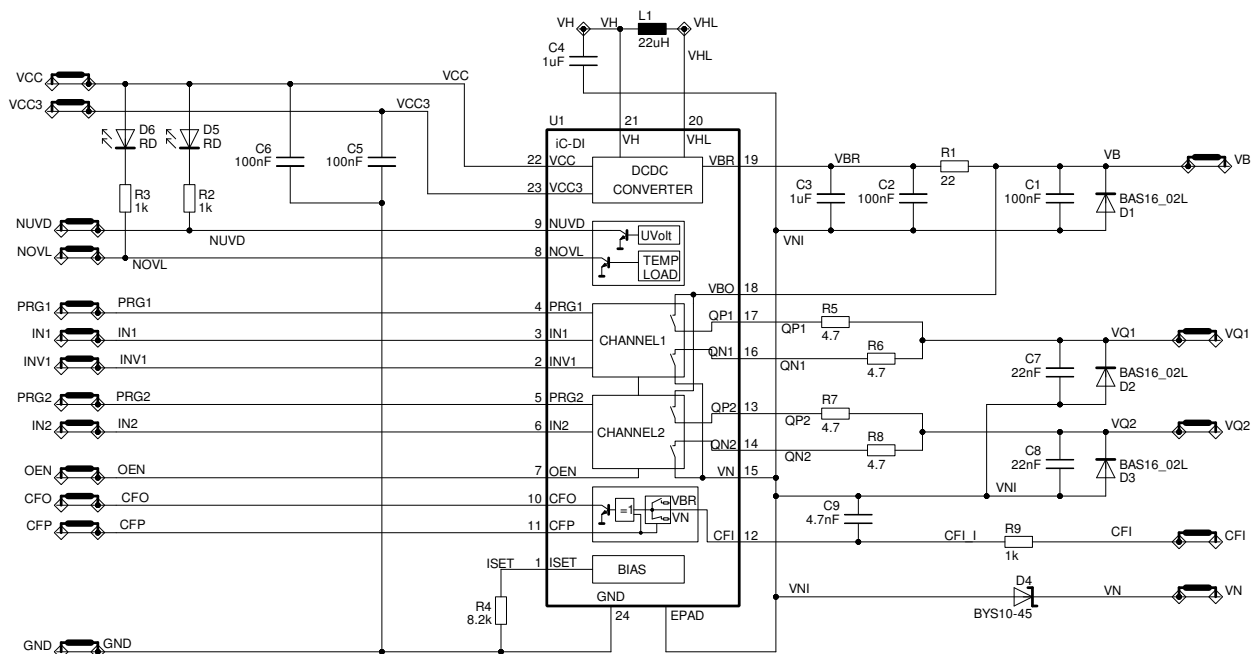 VH VH L1 VHL
22uH
C4
1uF
VHL
VCC VCC
VCC3 VCC3
U1 21 20
iC-DI VH VHL
D6
RD
D5
RD
C6
100nF
C5
100nF
22 VCC
23 VCC3
DCDC
CONVERTER
VBR 19 VBR R1
22
VB VB
C3
1uF
C2
100nF
C1
100nF
BAS16_02L
D1
R3
1k
R2
1k
NUVD NUVD 9 NUVD UVolt VNI
NOVL NOVL 8 NOVL TEMP
LOAD
VBO 18
PRG1 PRG1 4 PRG1 QP1 17 QP1 R5
4.7
IN1 IN1 3 IN1 CHANNEL1 VQ1 VQ1
INV1 INV1 2 INV1 QN1 16 QN1 R6
4.7
C7
22nF
BAS16_02L
D2
PRG2 PRG2 5 PRG2 QP2 13 QP2 R7
4.7
IN2 IN2 6 IN2 CHANNEL2 VQ2 VQ2
QN2 14 QN2 R8
4.7
C8
22nF
BAS16_02L
D3
OEN OEN 7 OEN VN 15
VNI
CFO CFO 10 CFO =1 VBR
VN
C9
4.7nF
CFP CFP 11 CFP CFI 12 CFI_I R9
1k
CFI CFI
ISET 1 ISET BIAS
R4
8.2k
GND
24 EPAD
VNI D4
BYS10-45
VN VN
GND GND